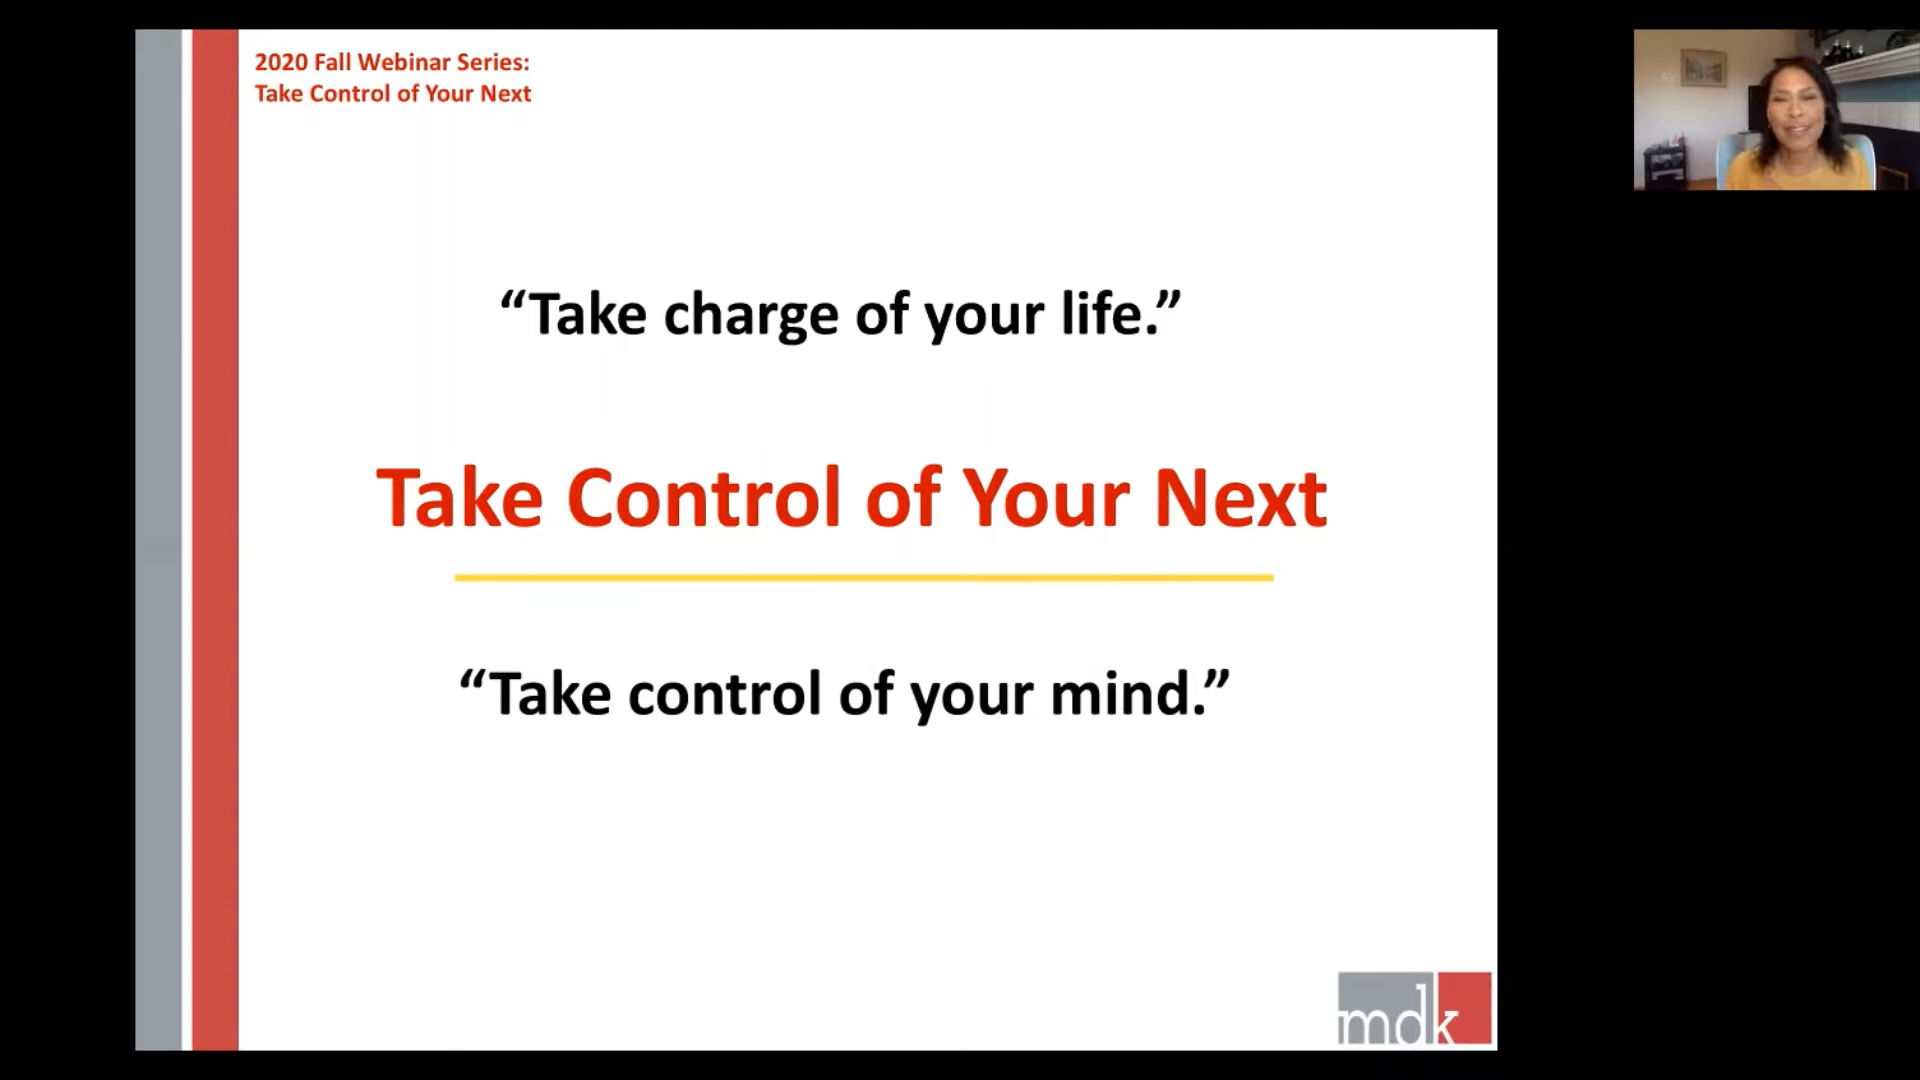 2020 Fall Webinar Series:
Take Control of Your Next
“Take charge of your life.”
Take Control of Your Next
“Take control of your mind.”
mdk